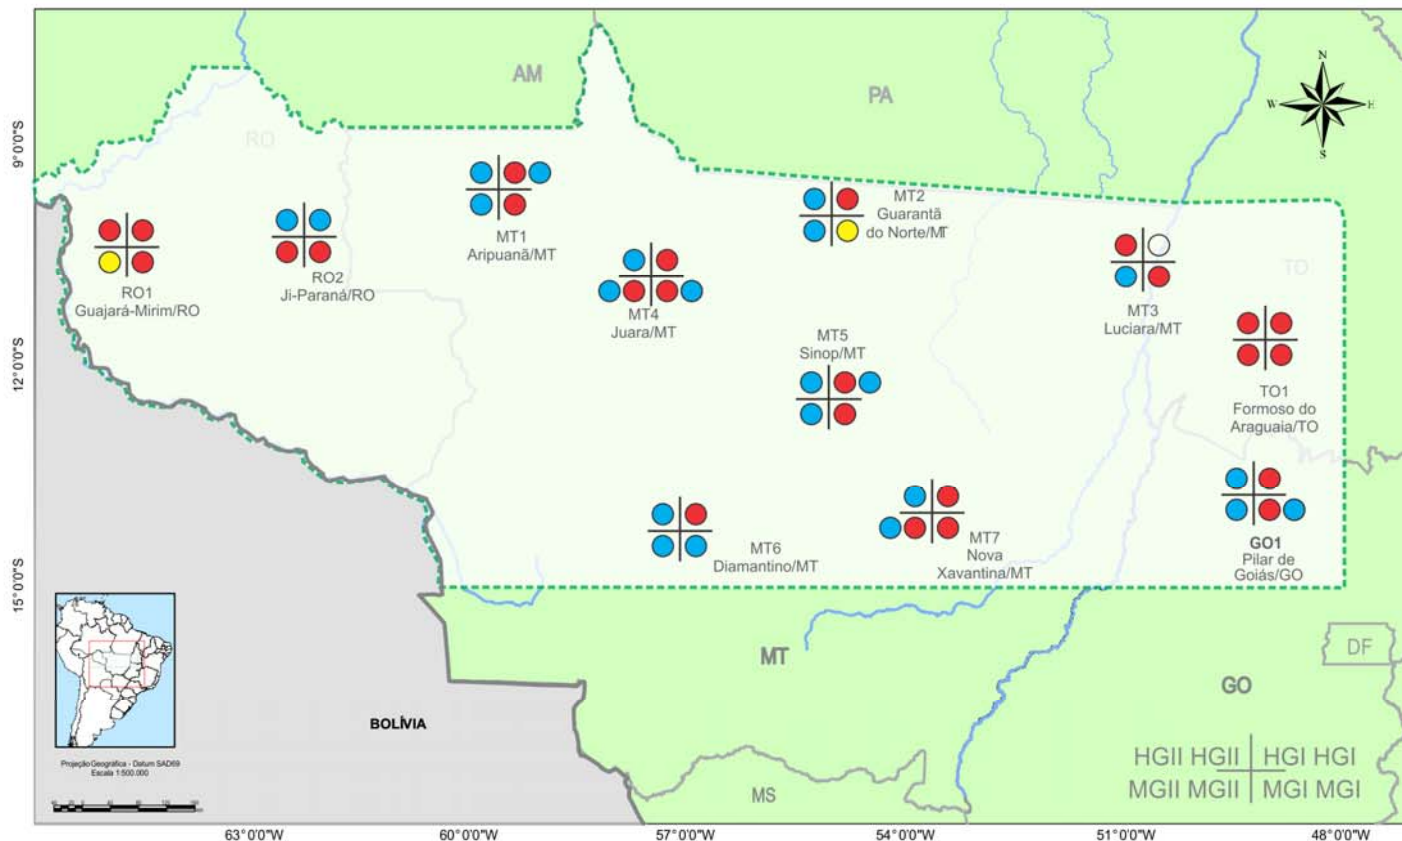 AM
PA
N
W
E
S
9°0'0"S
RO
MT1
Aripuanã/MT
MT2
Guarantã
do Norte/MT
RO1
Guajará-Mirim/RO
RO2
Ji-Paraná/RO
MT4
Juara/MT
MT3
Luciara/MT
TO
12°0'0"S
MT5
Sinop/MT
TO1
Formoso do
Araguaia/TO
MT6
Diamantino/MT
MT7
Nova
Xavantina/MT
GO1
Pilar de
Goiás/GO
15°0'0"S
MT
DF
GO
BOLÍVIA
Projeção Geográfica - Datum SAD69
Escala 1:500.000
HGII HGII HGI HGI
MGII MGII MGI MGI
MS
63°0'0"W 60°0'0"W 57°0'0"W 54°0'0"W 51°0'0"W 48°0'0"W